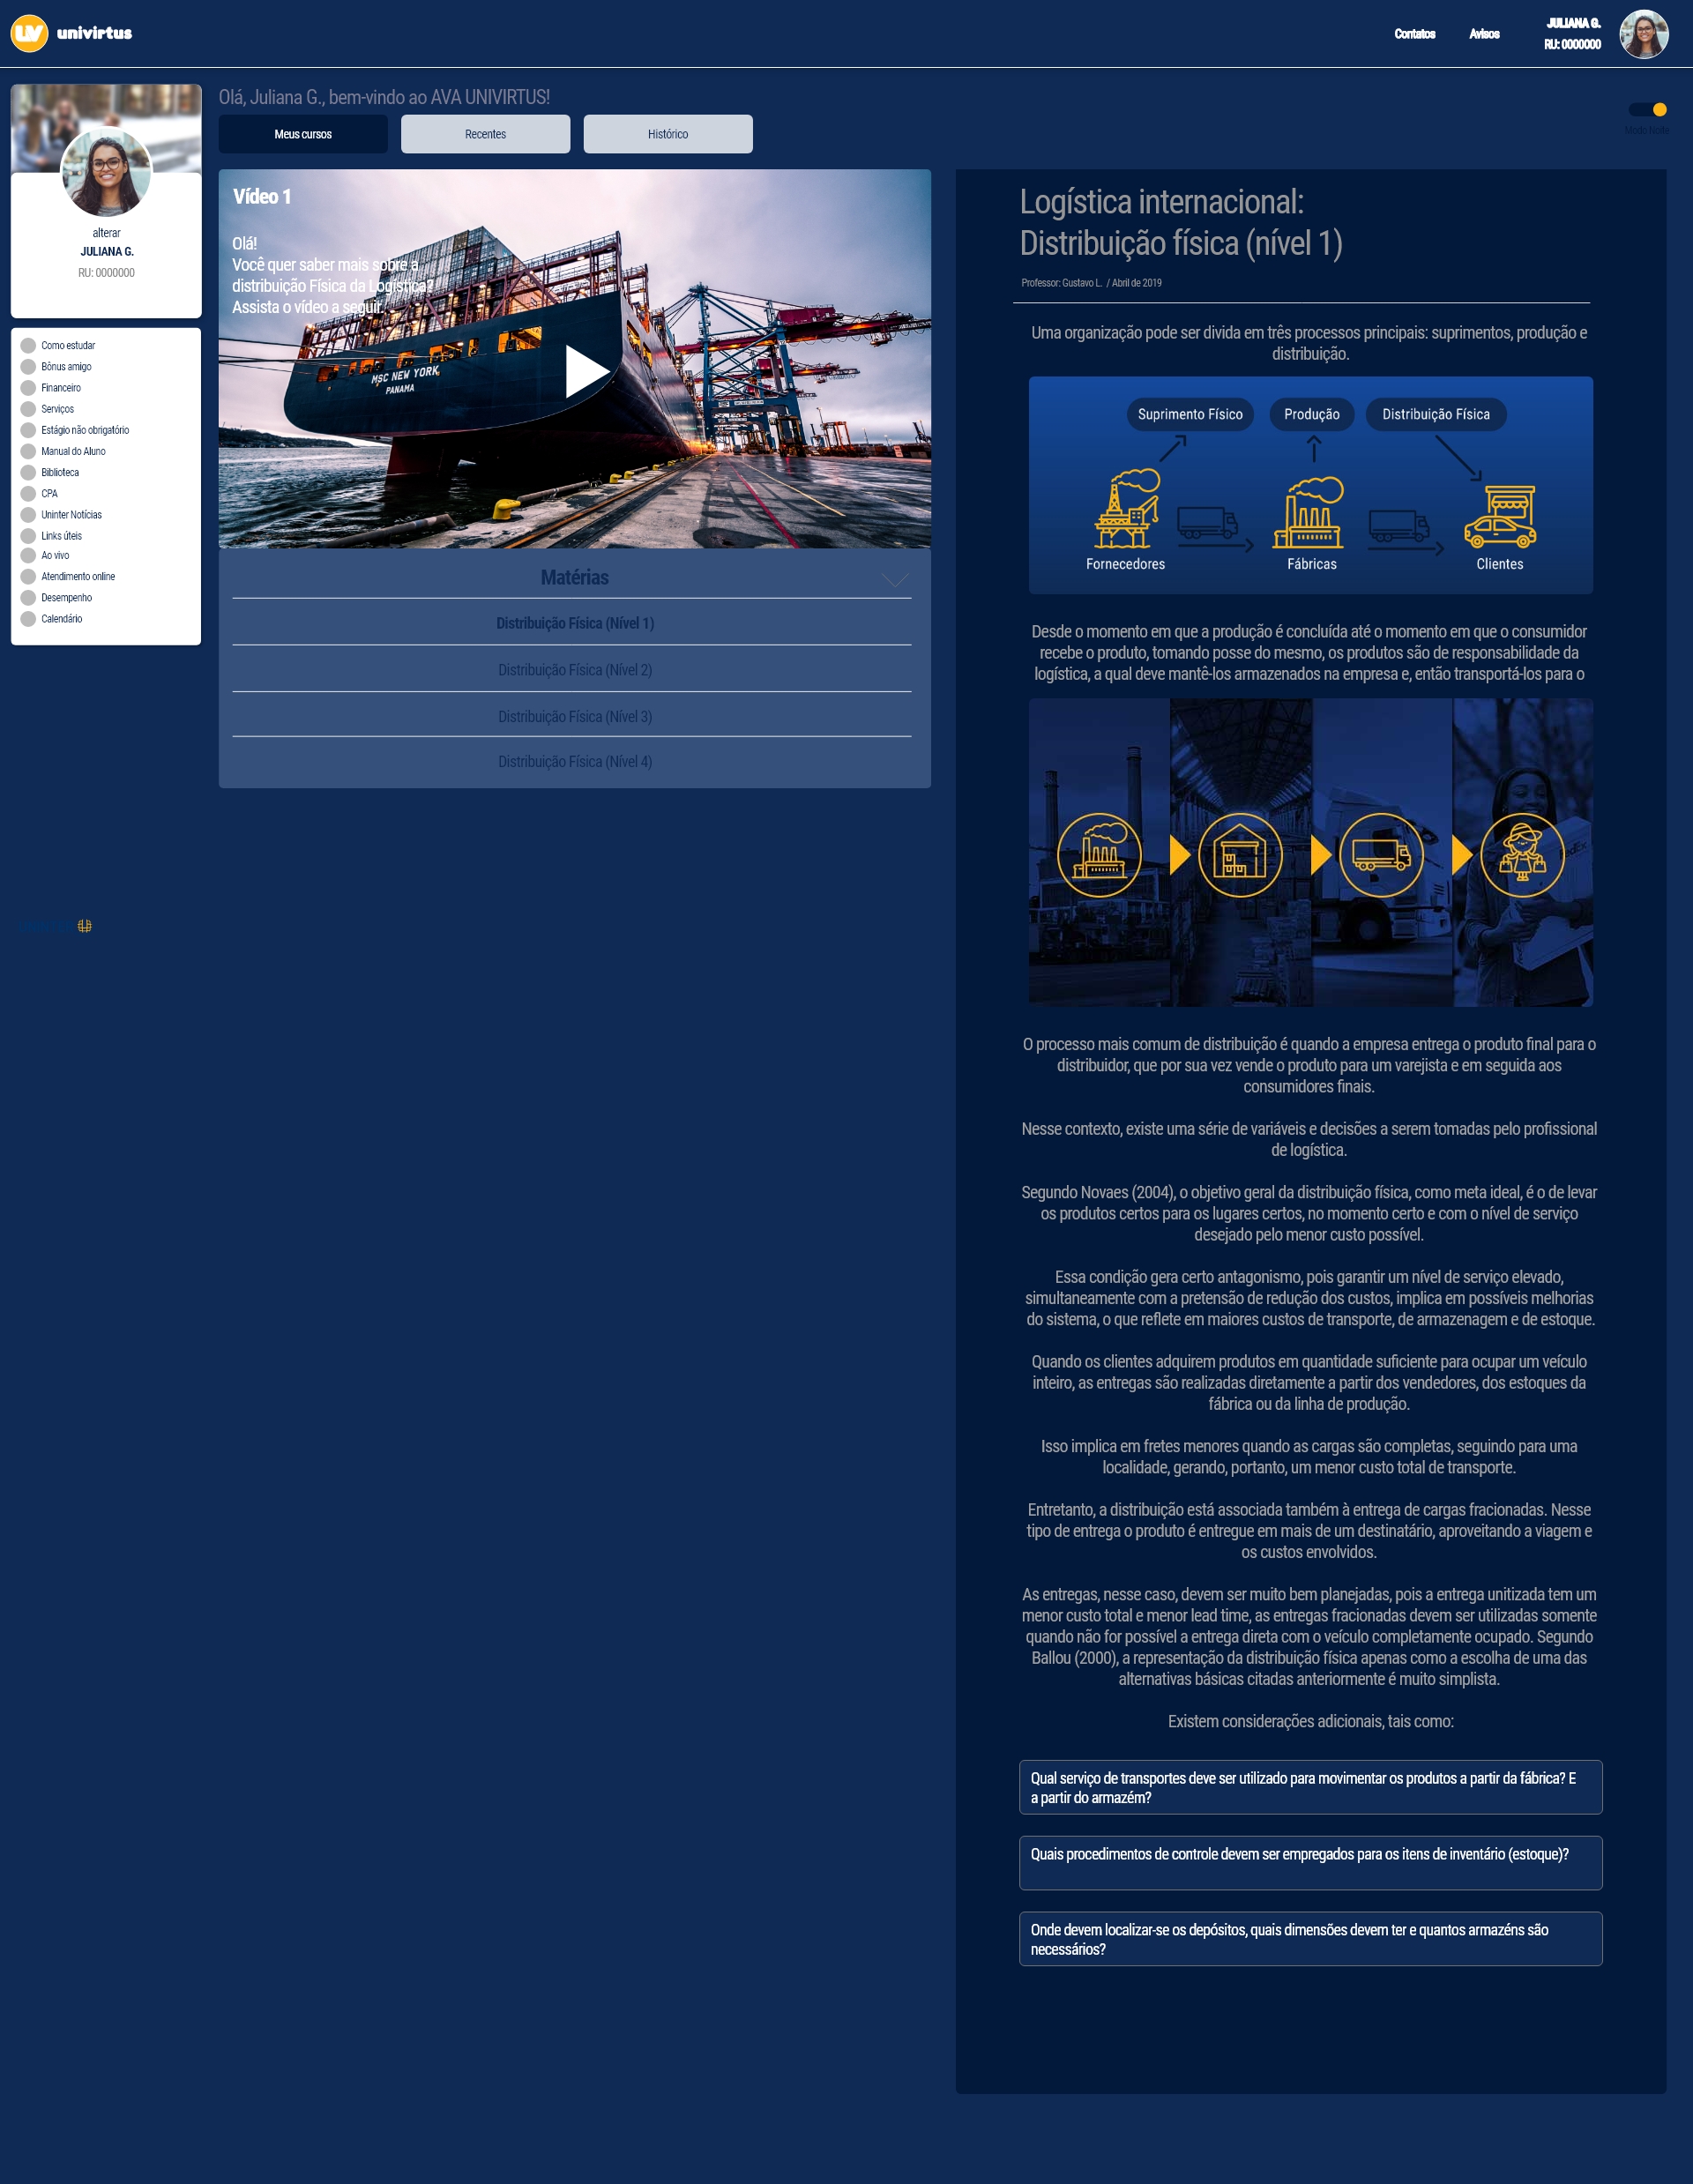 UV univirtus
Contatos
Avisos
JULIANA G.
RU: 0000000
alterar
JULIANA G.
RU: 0000000
Como estudar
Bônus amigo
Financeiro
Serviços
Estágio não obrigatório
Manual do Aluno
Biblioteca
CPA
Uninter Notícias
Links úteis
Ao vivo
Atendimento online
Desempenho
Calendário
Olá, Juliana G., bem-vindo ao AVA UNIVIRTUS!
Meus cursos
Recentes
Histórico
Modo Noite
Vídeo 1
Olá!
Você quer saber mais sobre a
distribuição Física da Logística?
Assista o vídeo a seguir.
MSC NEW YORK
PANAMA
Matérias
Distribuição Física (Nível 1)
Distribuição Física (Nível 2)
Distribuição Física (Nível 3)
Distribuição Física (Nível 4)
Logística internacional:
Distribuição física (nível 1)
Professor: Gustavo L. / Abril de 2019
Uma organização pode ser divida em três processos principais: suprimentos, produção e
distribuição.
Suprimento Físico
Produção
Distribuição Física
Fornecedores
Fábricas
Clientes
Desde o momento em que a produção é concluída até o momento em que o consumidor
recebe o produto, tomando posse do mesmo, os produtos são de responsabilidade da
logística, a qual deve mantê-los armazenados na empresa e, então transportá-los para o
FedEx
O processo mais comum de distribuição é quando a empresa entrega o produto final para o
distribuidor, que por sua vez vende o produto para um varejista e em seguida aos
consumidores finais.
Nesse contexto, existe uma série de variáveis e decisões a serem tomadas pelo profissional
de logística.
Segundo Novaes (2004), o objetivo geral da distribuição física, como meta ideal, é o de levar
os produtos certos para os lugares certos, no momento certo e com o nível de serviço
desejado pelo menor custo possível.
Essa condição gera certo antagonismo, pois garantir um nível de serviço elevado,
simultaneamente com a pretensão de redução dos custos, implica em possíveis melhorias
do sistema, o que reflete em maiores custos de transporte, de armazenagem e de estoque.
Quando os clientes adquirem produtos em quantidade suficiente para ocupar um veículo
inteiro, as entregas são realizadas diretamente a partir dos vendedores, dos estoques da
fábrica ou da linha de produção.
Isso implica em fretes menores quando as cargas são completas, seguindo para uma
localidade, gerando, portanto, um menor custo total de transporte.
Entretanto, a distribuição está associada também à entrega de cargas fracionadas. Nesse
tipo de entrega o produto é entregue em mais de um destinatário, aproveitando a viagem e
os custos envolvidos.
As entregas, nesse caso, devem ser muito bem planejadas, pois a entrega unitizada tem um
menor custo total e menor lead time, as entregas fracionadas devem ser utilizadas somente
quando não for possível a entrega direta com o veículo completamente ocupado. Segundo
Ballou (2000), a representação da distribuição física apenas como a escolha de uma das
alternativas básicas citadas anteriormente é muito simplista.
Existem considerações adicionais, tais como:
Qual serviço de transportes deve ser utilizado para movimentar os produtos a partir da fábrica? E
a partir do armazém?
Quais procedimentos de controle devem ser empregados para os itens de inventário (estoque)?
Onde devem localizar-se os depósitos, quais dimensões devem ter e quantos armazéns são
necessários?